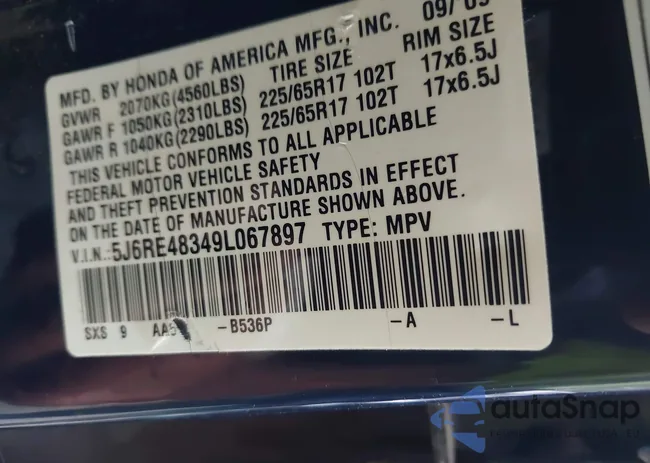 MFD. BY HONDA OF AMERICA MFG., INC. 09/09
GVWR 2070KG(4560LBS) TIRE SIZE RIM SIZE
GAWR F 1050KG(2310LBS) 225/65R17 102T 17x6.5J
GAWR R 1040KG(2290LBS) 225/65R17 102T 17x6.5J
THIS VEHICLE CONFORMS TO ALL APPLICABLE
FEDERAL MOTOR VEHICLE SAFETY
AND THEFT PREVENTION STANDARDS IN EFFECT
ON THE DATE OF MANUFACTURE SHOWN ABOVE.
V.I.N.: 5J6RE48349L067897 TYPE: MPV
SXS 9 -B536P -A -L
autoSnap